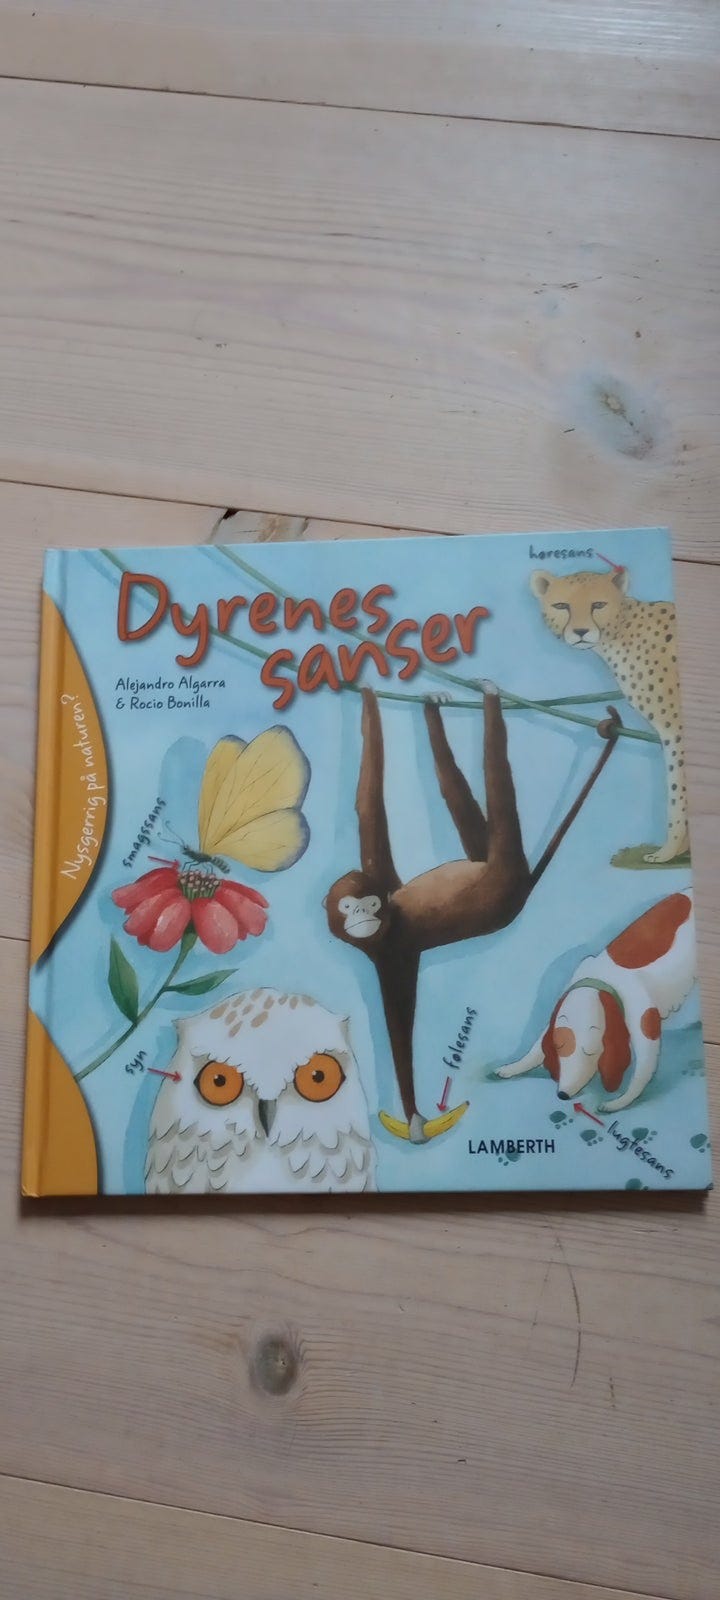 høresans
Dyrenes
sanser
Alejandro Algarra
& Rocio Bonilla
Nysgerrig på naturen?
smagssans
syn
følesans
LAMBERTH
lugtesans